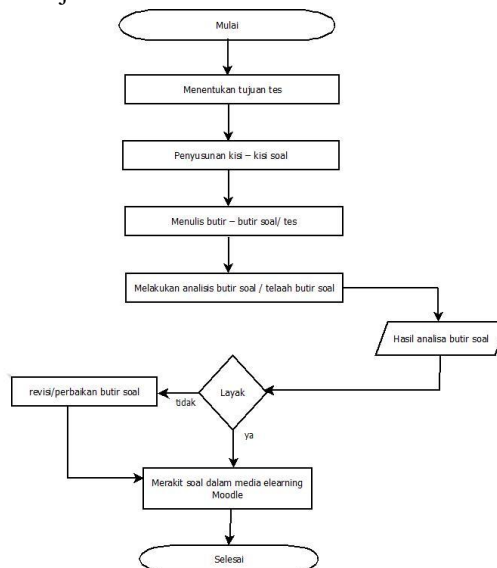 Mulai
Menentukan tujuan tes
Penyusunan kisi – kisi soal
Menulis butir – butir soal/ tes
Melakukan analisis butir soal / telaah butir soal
Hasil analisa butir soal
Layak
tidak
revisi/perbaikan butir soal
ya
Merakit soal dalam media elearning
Moodle
Selesai